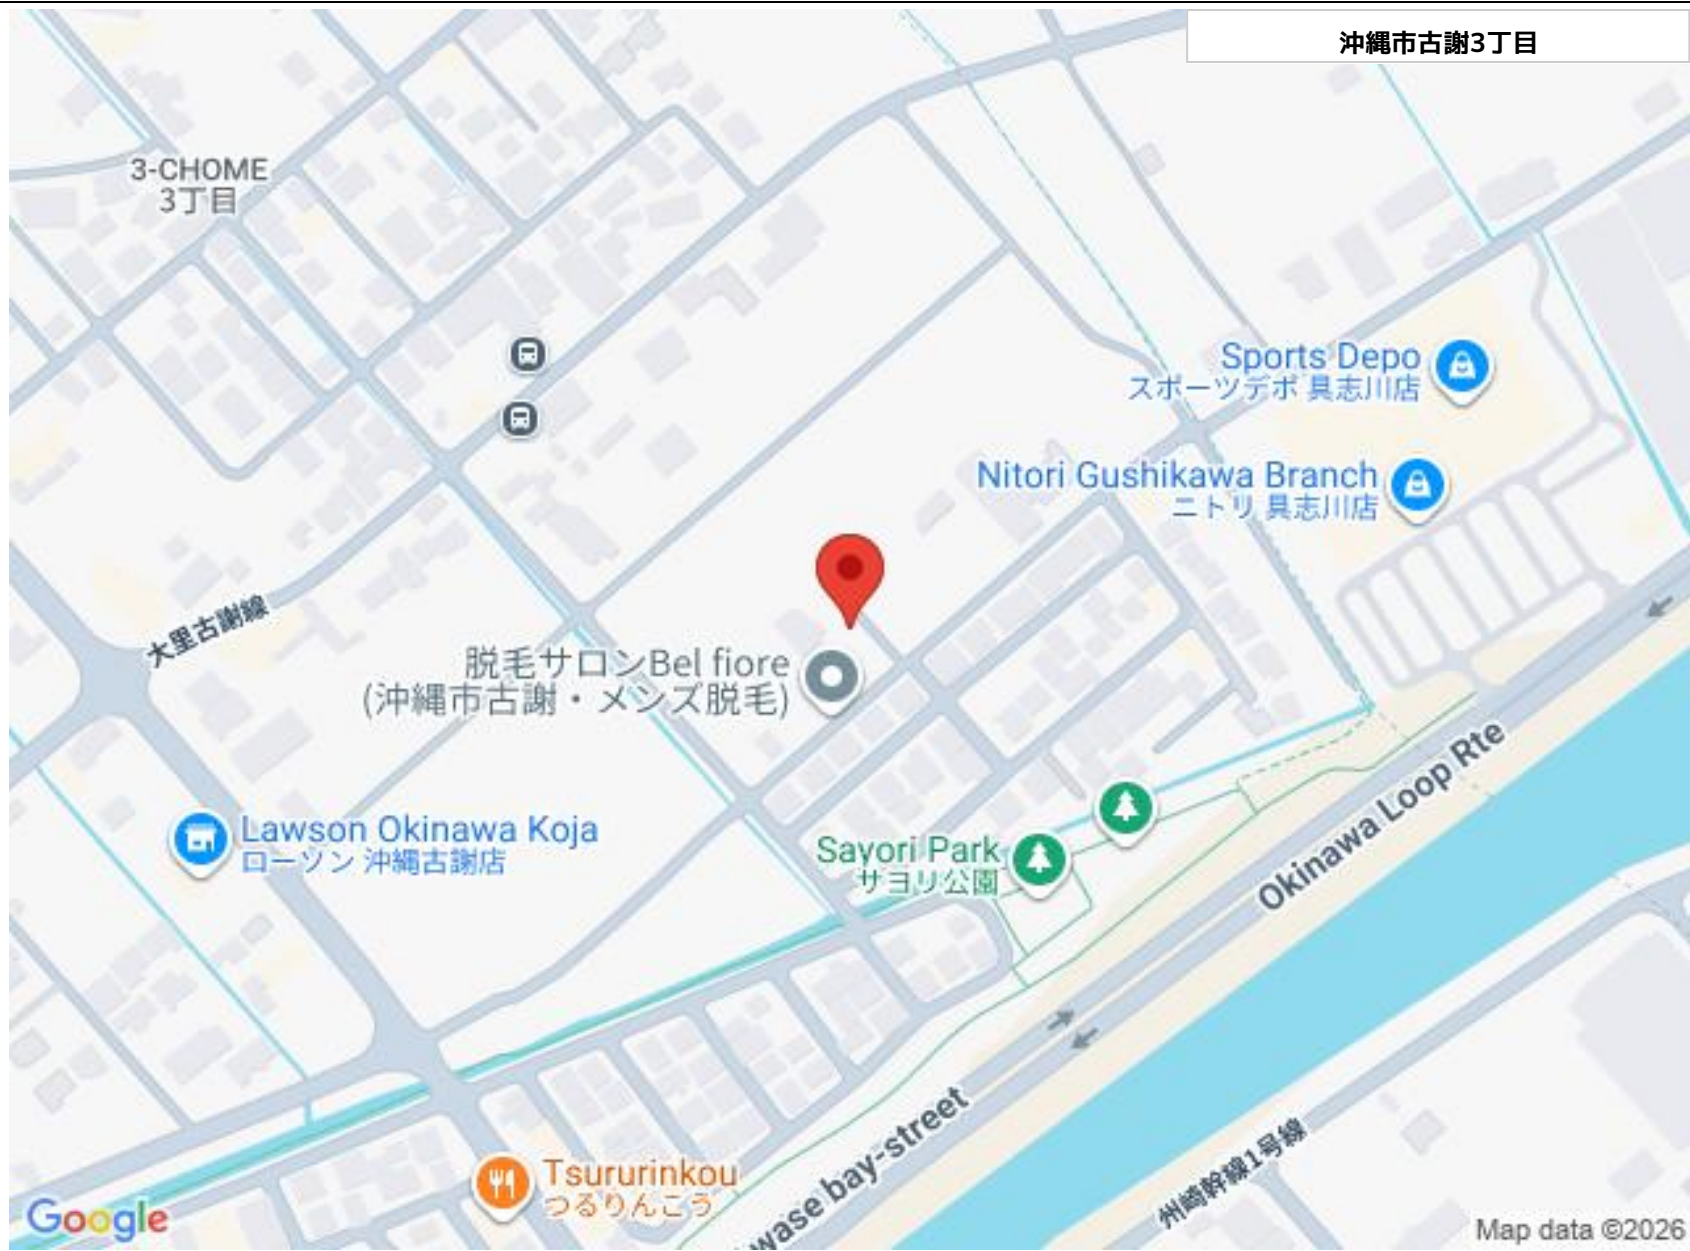 沖縄市古謝3丁目
3-CHOME
3丁目
Sports Depo
スポーツデポ 具志川店
Nitori Gushikawa Branch
ニトリ 具志川店
大里古謝線
脱毛サロンBel fiore
(沖縄市古謝・メンズ脱毛)
Lawson Okinawa Koja
ローソン 沖縄古謝店
Sayori Park
サヨリ公園
Okinawa Loop Rte
wase bay-street
州崎幹線1号線
Tsururinkou
つるりんこう
Google
Map data ©2026